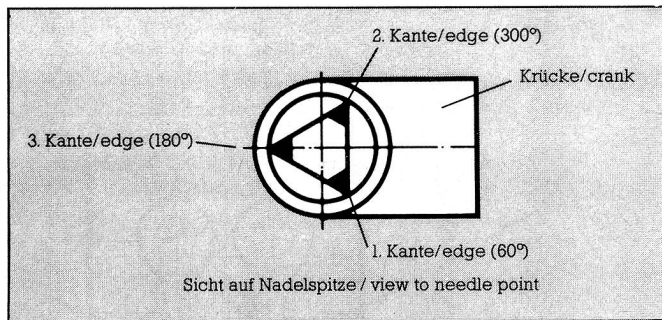 2. Kante/edge (300°)
Krücke/crank
3. Kante/edge (180°)
1. Kante/edge (60°)
Sicht auf Nadelspitze / view to needle point